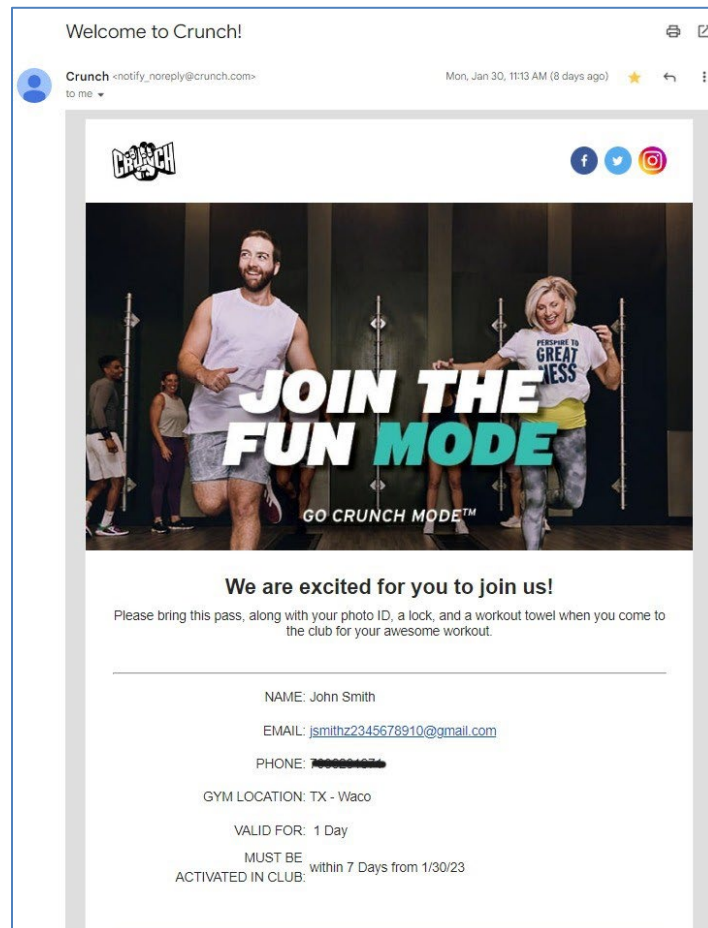 Welcome to Crunch!
Crunch <notify_noreply@crunch.com>
Mon, Jan 30, 11:13 AM (8 days ago)
to me
CRUNCH
PERSPIRE TO
GREAT
NESS
JOIN THE
FUN MODE
GO CRUNCH MODE™
We are excited for you to join us!
Please bring this pass, along with your photo ID, a lock, and a workout towel when you come to
the club for your awesome workout.
NAME: John Smith
EMAIL: jsmithz2345678910@gmail.com
PHONE:
GYM LOCATION: TX - Waco
VALID FOR: 1 Day
MUST BE
ACTIVATED IN CLUB: within 7 Days from 1/30/23